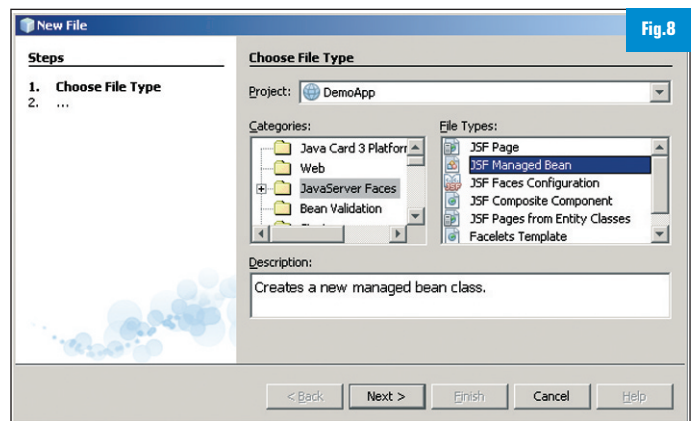 New File
Fig.8
Steps
1. Choose File Type
2. ...
Choose File Type
Project: DemoApp
Categories:
Java Card 3 Platforr
Web
JavaServer Faces
Bean Validation
File Types:
JSF Page
JSF Managed Bean
JSF Faces Configuration
JSF Composite Component
JSF Pages from Entity Classes
Facelets Template
Description:
Creates a new managed bean class.
< Back
Next >
Finish
Cancel
Help